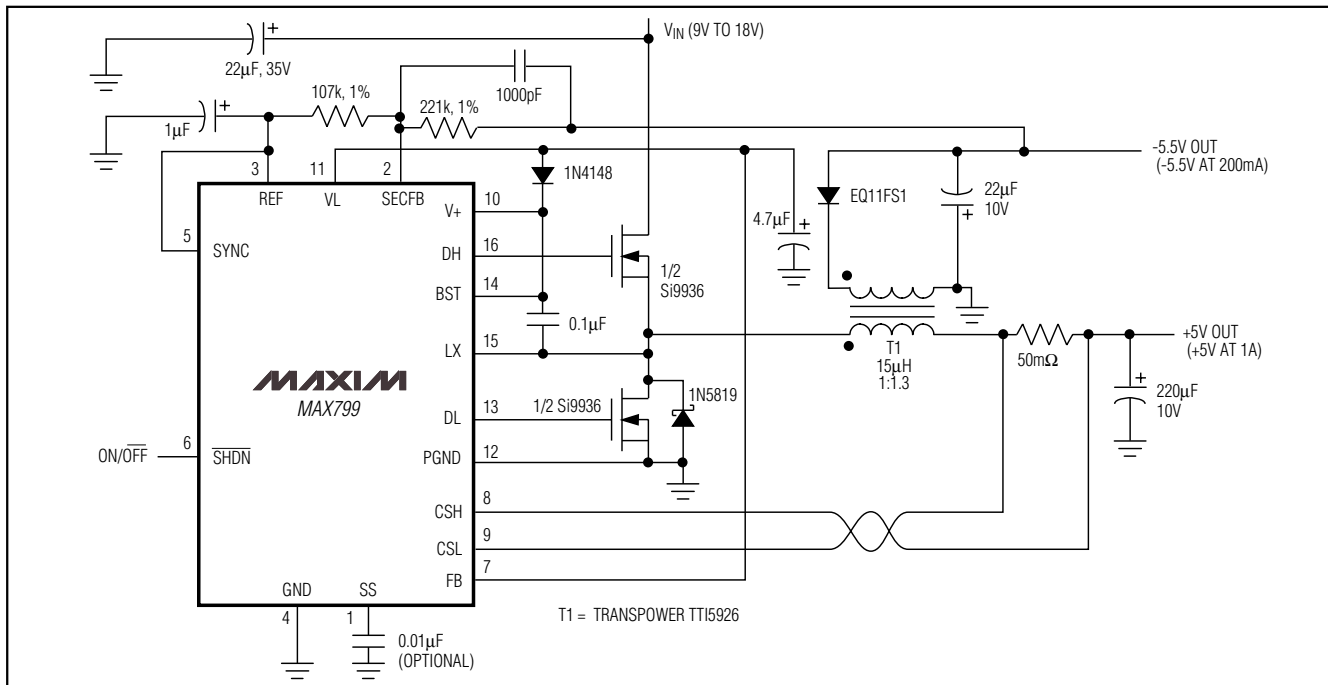 VIN (9V TO 18V)
22µF, 35V
107k, 1%
221k, 1%
1000pF
1µF
-5.5V OUT
(-5.5V AT 200mA)
3
11
2
REF
VL
SECFB
1N4148
10
V+
EQ11FS1
22µF
10V
4.7µF
5
SYNC
16
DH
1/2
Si9936
14
BST
0.1µF
15
LX
+5V OUT
(+5V AT 1A)
T1
15µH
1:1.3
50mΩ
MAXIM
MAX799
1N5819
220µF
10V
13
DL
1/2 Si9936
ON/OFF
6
SHDN
12
PGND
8
CSH
9
CSL
7
FB
GND
SS
4
1
T1 = TRANSPOWER TTI5926
0.01µF
(OPTIONAL)